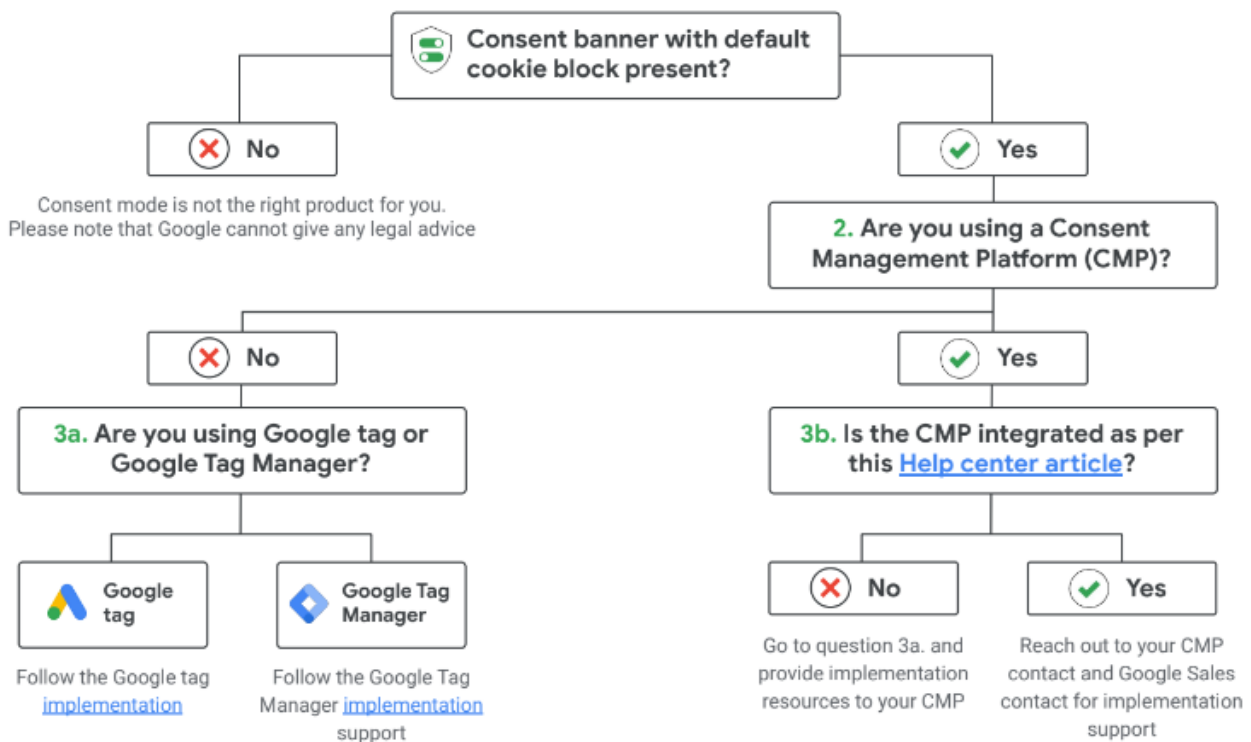 Consent banner with default
cookie block present?
No
Yes
Consent mode is not the right product for you.
Please note that Google cannot give any legal advice
2. Are you using a Consent
Management Platform (CMP)?
No
Yes
3a. Are you using Google tag or
Google Tag Manager?
3b. Is the CMP integrated as per
this Help center article?
Google
tag
Google Tag
Manager
No
Yes
Follow the Google tag
implementation
Follow the Google Tag
Manager implementation
support
Go to question 3a. and
provide implementation
resources to your CMP
Reach out to your CMP
contact and Google Sales
contact for implementation
support